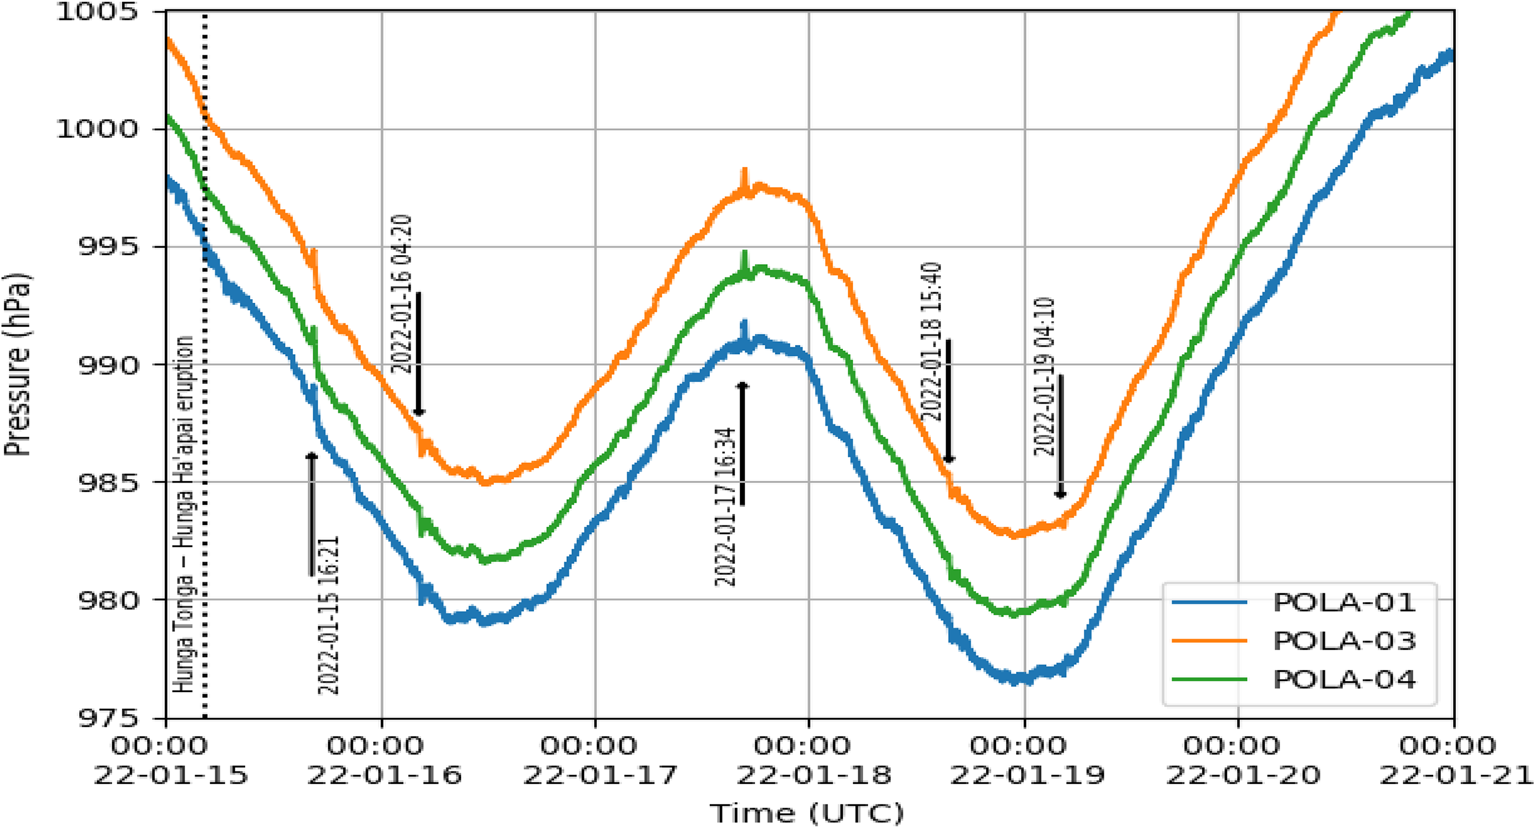 1005
1000
995
990
985
980
975
Pressure (hPa)
Hunga Tonga – Hunga Ha'apai eruption
2022-01-15 16:21
2022-01-16 04:20
2022-01-17 16:34
2022-01-18 15:40
2022-01-19 04:10
POLA-01
POLA-03
POLA-04
00:00 00:00 00:00 00:00 00:00 00:00 00:00
22-01-15 22-01-16 22-01-17 22-01-18 22-01-19 22-01-20 22-01-21
Time (UTC)